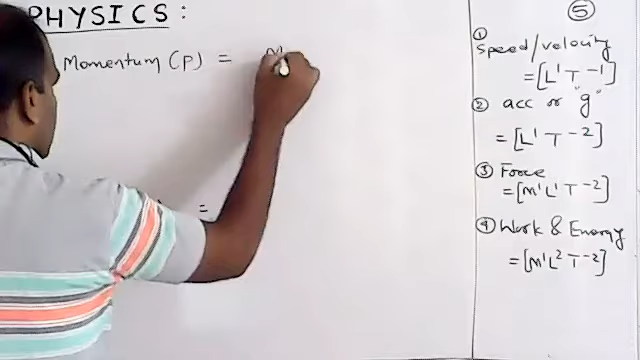 PHYSICS :
Momentum (P) = M
=
⑤
① Speed/velocity
= [L¹ T⁻¹]
② acc or "g"
= [L¹ T⁻²]
③ Force
= [M¹ L¹ T⁻²]
④ Work & Energy
= [M¹ L² T⁻²]